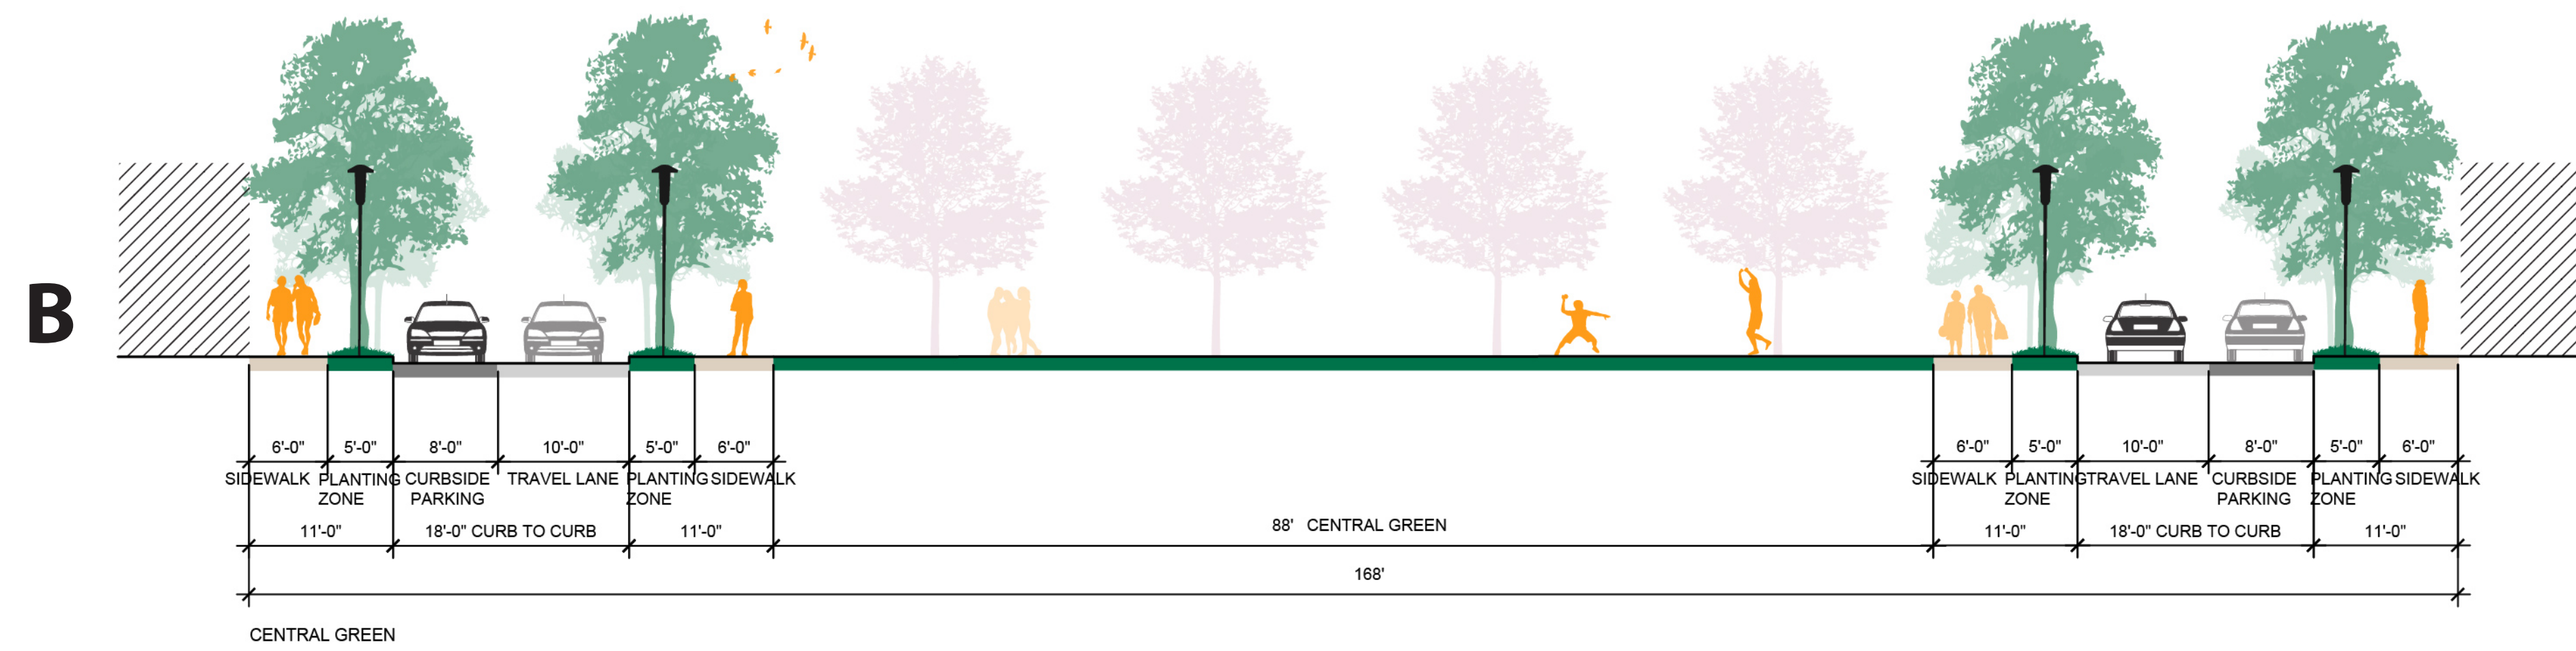 B
6'-0" 5'-0" 8'-0" 10'-0" 5'-0" 6'-0" 6'-0" 5'-0" 10'-0" 8'-0" 5'-0" 6'-0"
SIDEWALK PLANTING CURBSIDE TRAVEL LANE PLANTING SIDEWALK SIDEWALK PLANTING TRAVEL LANE CURBSIDE PLANTING SIDEWALK
ZONE PARKING ZONE ZONE PARKING ZONE
11'-0" 18'-0" CURB TO CURB 11'-0" 88' CENTRAL GREEN 11'-0" 18'-0" CURB TO CURB 11'-0"
168'
CENTRAL GREEN